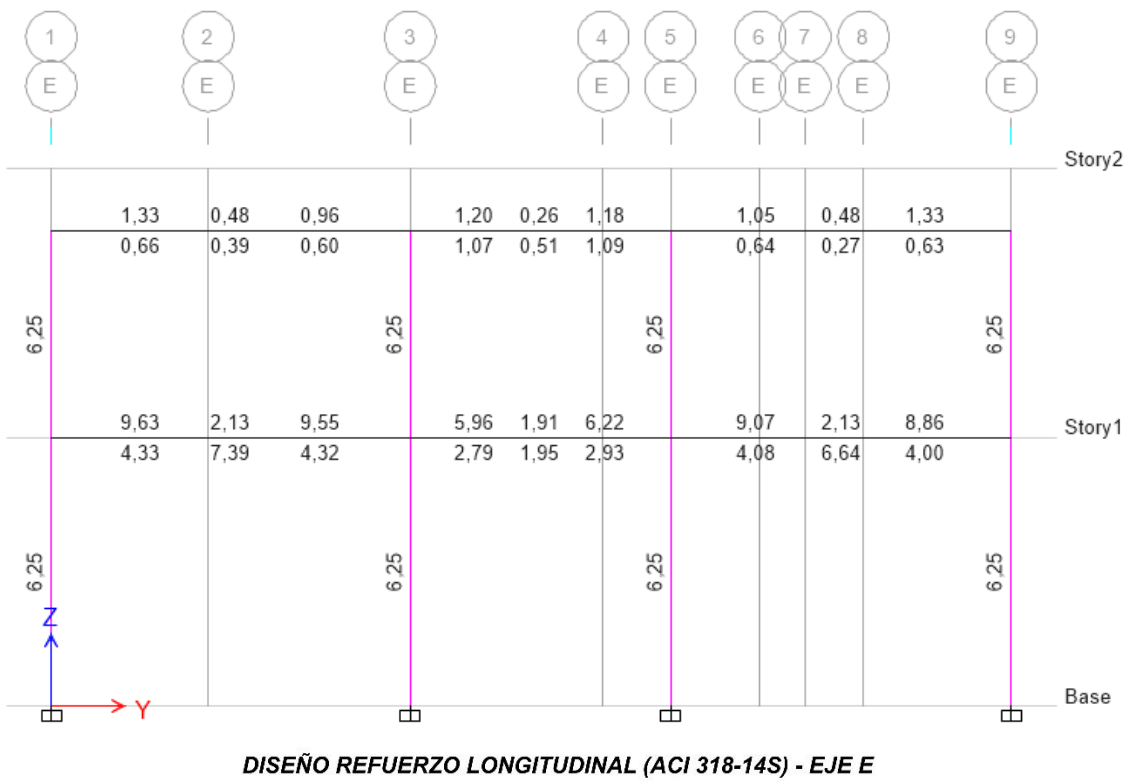 1 2 3 4 5 6 7 8 9
E E E E E E E E E
Story2
1,33 0,48 0,96 1,20 0,26 1,18 1,05 0,48 1,33
0,66 0,39 0,60 1,07 0,51 1,09 0,64 0,27 0,63
6,25 6,25 6,25 6,25
9,63 2,13 9,55 5,96 1,91 6,22 9,07 2,13 8,86
Story1
4,33 7,39 4,32 2,79 1,95 2,93 4,08 6,64 4,00
6,25 6,25 6,25 6,25
Z
Base
Y
DISEÑO REFUERZO LONGITUDINAL (ACI 318-14S) - EJE E